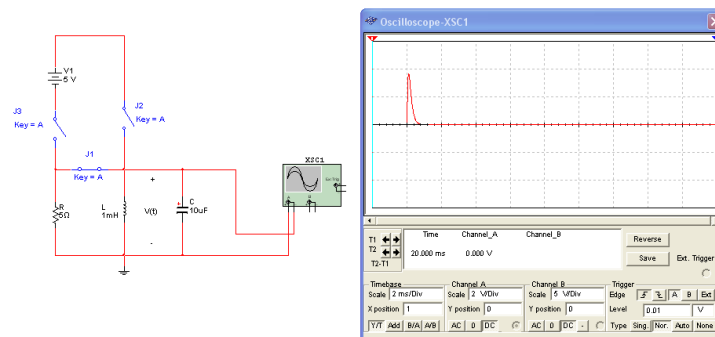 V1
5 V
J3
Key = A
J2
Key = A
J1
Key = A
R
5Ω
L
1mH
+
V(t)
-
C
10uF
XSC1
Ext Trig
Oscilloscope-XSC1
Time Channel_A Channel_B
T1
T2
T2-T1
20.000 ms 0.000 V
Reverse
Save
Ext. Trigger
Timebase
Scale 2 ms/Div
X position 1
Y/T Add B/A A/B
Channel A
Scale 2 V/Div
Y position 0
AC 0 DC
Channel B
Scale 5 V/Div
Y position 0
AC 0 DC -
Trigger
Edge A B Ext
Level 0.01 V
Type Sing. Nor. Auto None